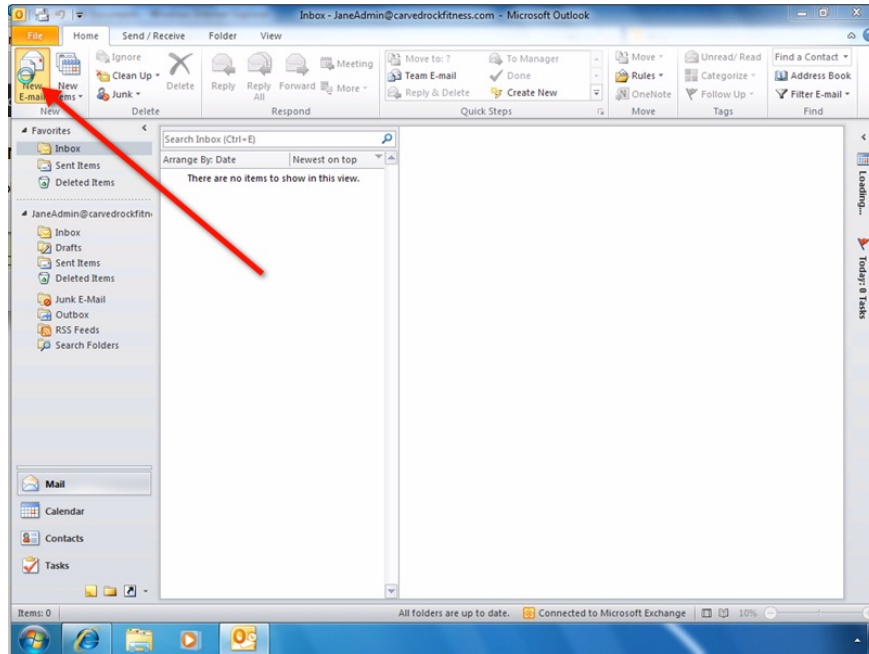 Inbox - JaneAdmin@carvedrockfitness.com - Microsoft Outlook
File Home Send / Receive Folder View
New E-mail
New Items
Ignore
Clean Up
Junk
Delete
Reply
Reply All
Forward
Meeting
More
Move to: ?
Team E-mail
Reply & Delete
To Manager
Done
Create New
Move
Rules
OneNote
Unread/ Read
Categorize
Follow Up
Find a Contact
Address Book
Filter E-mail
New Delete Respond Quick Steps Move Tags Find
Favorites
Inbox
Sent Items
Deleted Items
JaneAdmin@carvedrockfitn
Inbox
Drafts
Sent Items
Deleted Items
Junk E-Mail
Outbox
RSS Feeds
Search Folders
Mail
Calendar
Contacts
Tasks
Search Inbox (Ctrl+E)
Arrange By: Date Newest on top
There are no items to show in this view.
Loading...
Today: 0 Tasks
Items: 0
All folders are up to date. Connected to Microsoft Exchange 10%